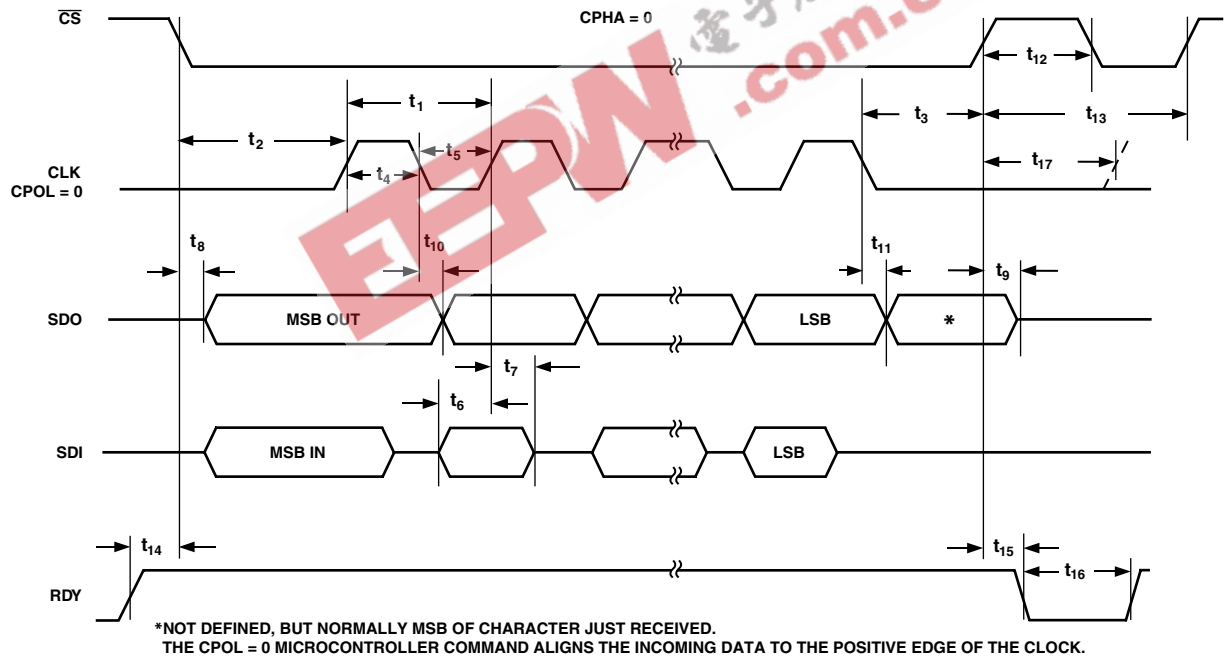 CS
CPHA = 0
t12
t1
t3
t13
t2
t5
t17
CLK
CPOL = 0
t4
t8
t10
t11
t9
SDO
MSB OUT
LSB
*
t7
t6
SDI
MSB IN
LSB
t14
t15
t16
RDY
*NOT DEFINED, BUT NORMALLY MSB OF CHARACTER JUST RECEIVED.
THE CPOL = 0 MICROCONTROLLER COMMAND ALIGNS THE INCOMING DATA TO THE POSITIVE EDGE OF THE CLOCK.
EEPW
.com.c
電子